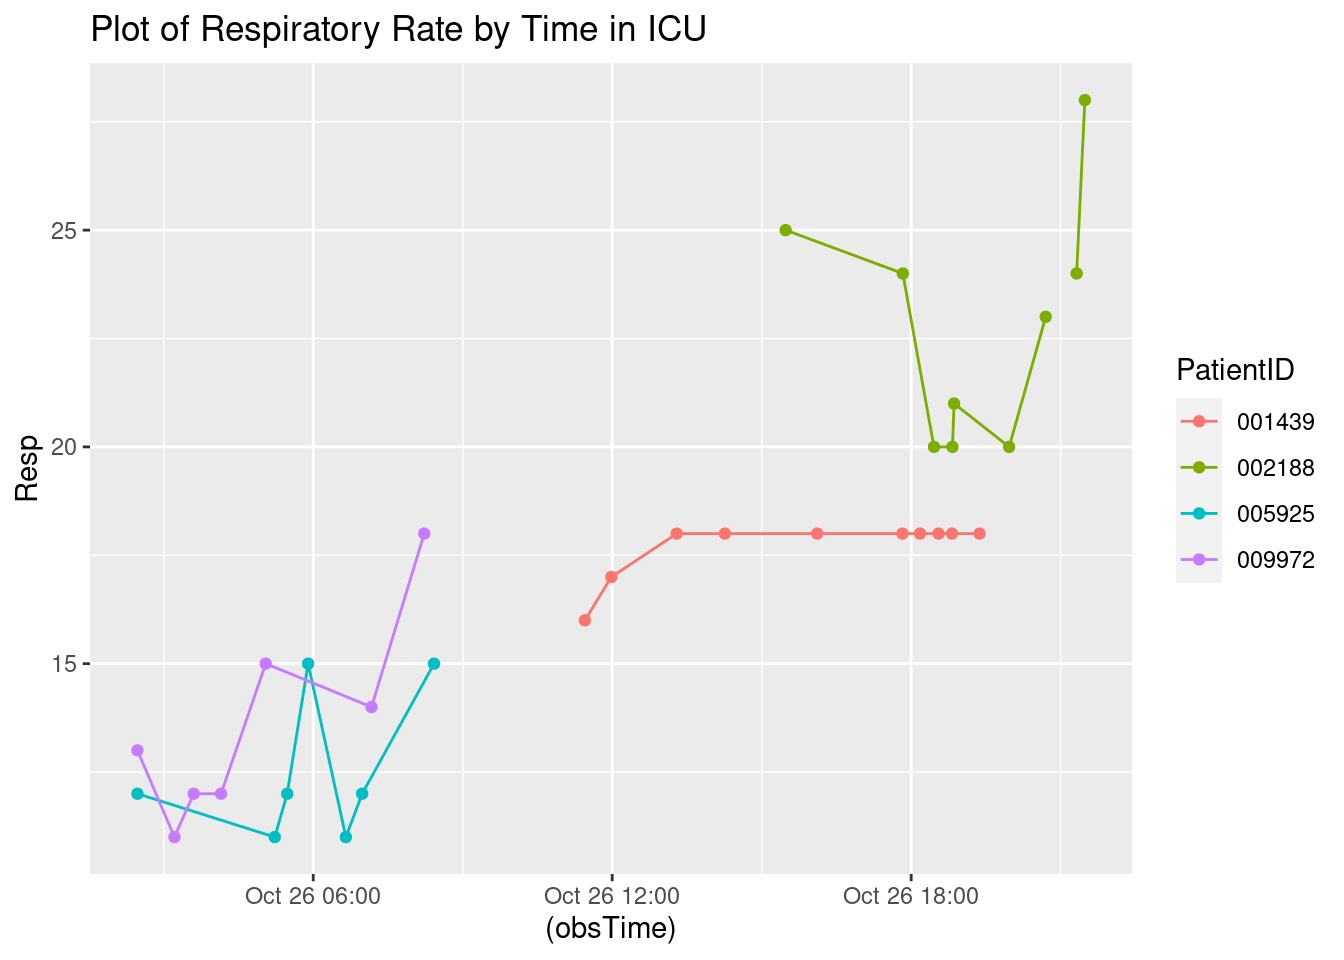 Plot of Respiratory Rate by Time in ICU
25
20
15
Resp
Oct 26 06:00
Oct 26 12:00
Oct 26 18:00
(obsTime)
PatientID
001439
002188
005925
009972